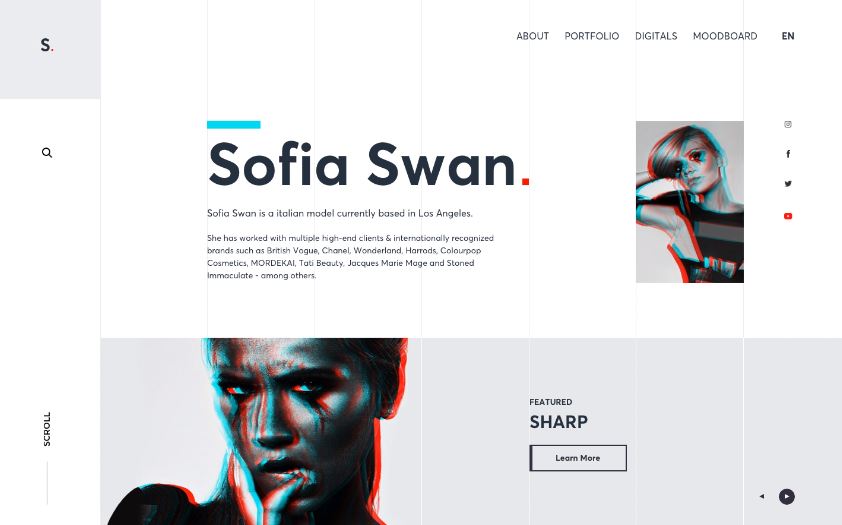 S.
ABOUT PORTFOLIO DIGITALS MOODBOARD EN
Sofia Swan.
Sofia Swan is a italian model currently based in Los Angeles.
She has worked with multiple high-end clients & internationally recognized
brands such as British Vogue, Chanel, Wonderland, Harrods, Colourpop
Cosmetics, MORDEKAI, Tati Beauty, Jacques Marie Mage and Stoned
Immaculate - among others.
SCROLL
FEATURED
SHARP
Learn More